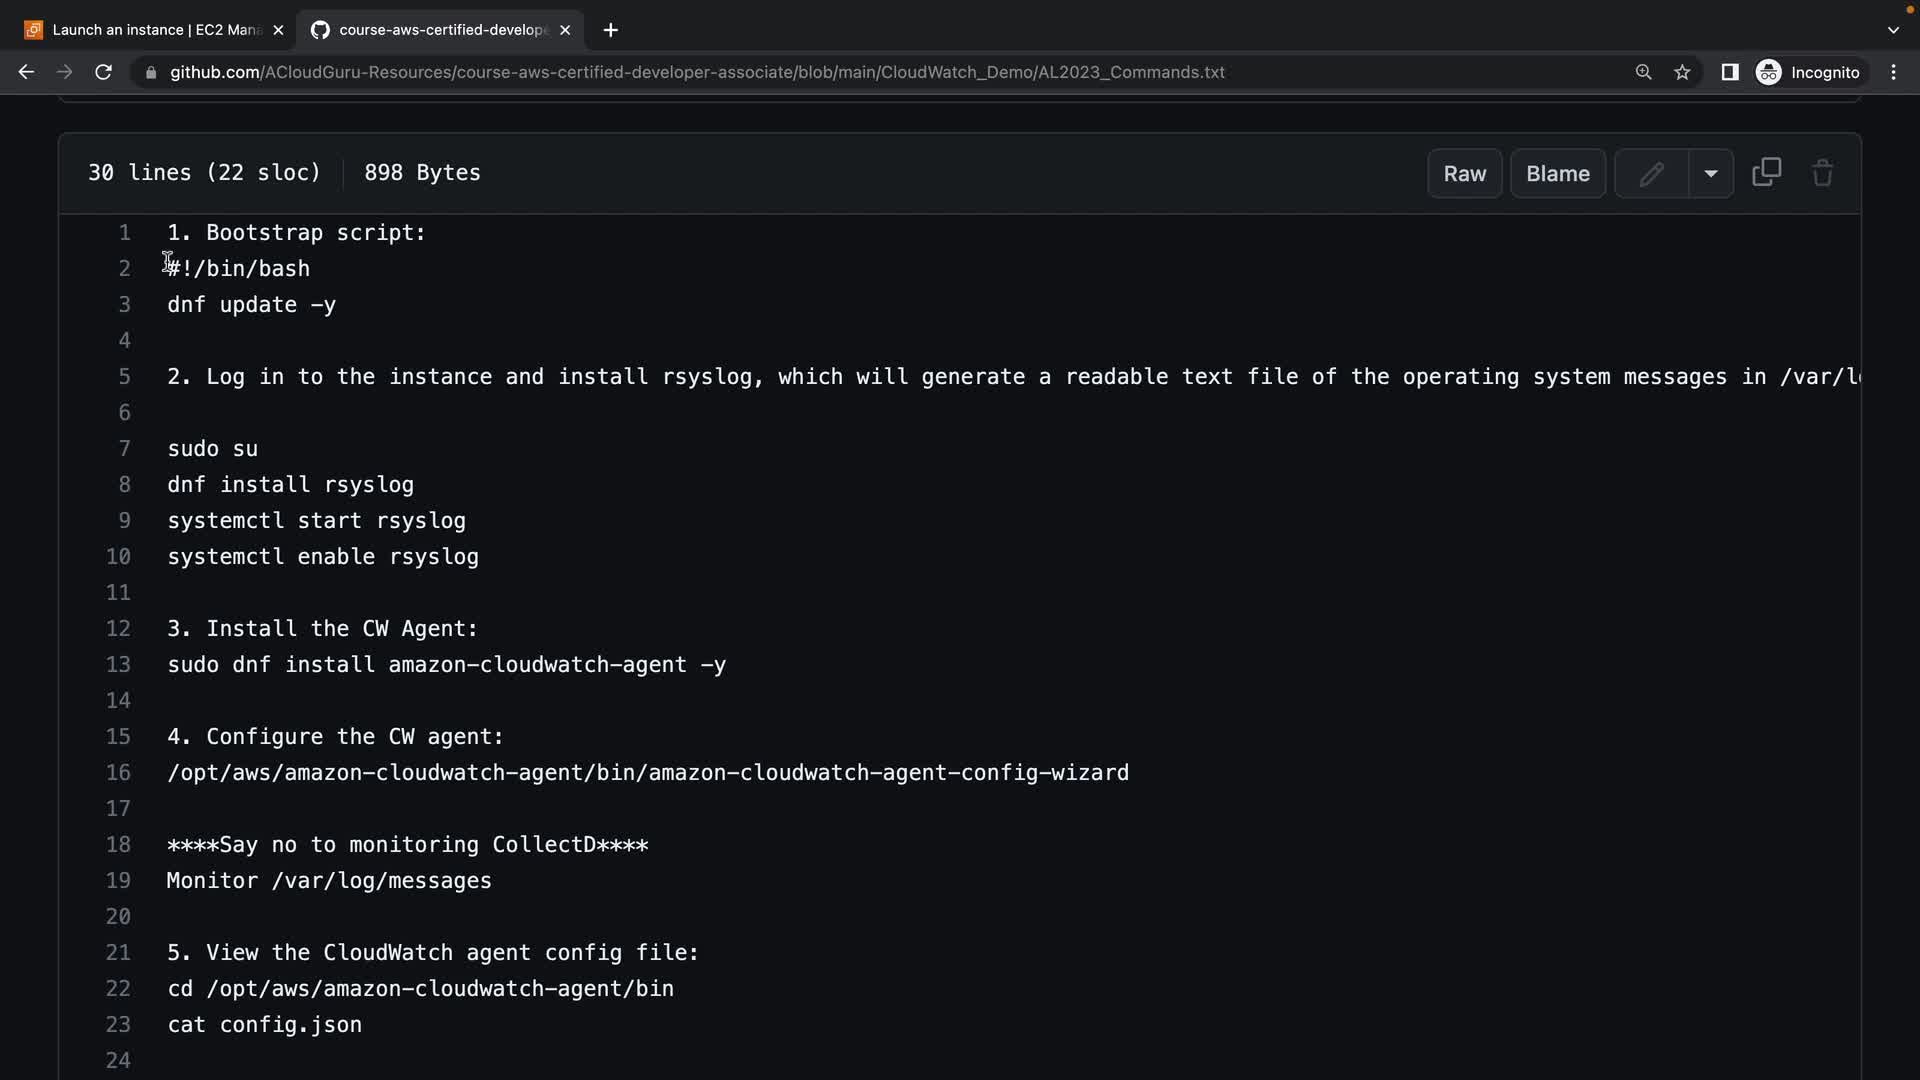 Launch an instance | EC2 Mana
course-aws-certified-develope
github.com/ACloudGuru-Resources/course-aws-certified-developer-associate/blob/main/CloudWatch_Demo/AL2023_Commands.txt
Incognito
30 lines (22 sloc) 898 Bytes
Raw Blame
1 1. Bootstrap script:
2 #!/bin/bash
3 dnf update -y
4
5 2. Log in to the instance and install rsyslog, which will generate a readable text file of the operating system messages in /var/l
6
7 sudo su
8 dnf install rsyslog
9 systemctl start rsyslog
10 systemctl enable rsyslog
11
12 3. Install the CW Agent:
13 sudo dnf install amazon-cloudwatch-agent -y
14
15 4. Configure the CW agent:
16 /opt/aws/amazon-cloudwatch-agent/bin/amazon-cloudwatch-agent-config-wizard
17
18 ****Say no to monitoring CollectD****
19 Monitor /var/log/messages
20
21 5. View the CloudWatch agent config file:
22 cd /opt/aws/amazon-cloudwatch-agent/bin
23 cat config.json
24